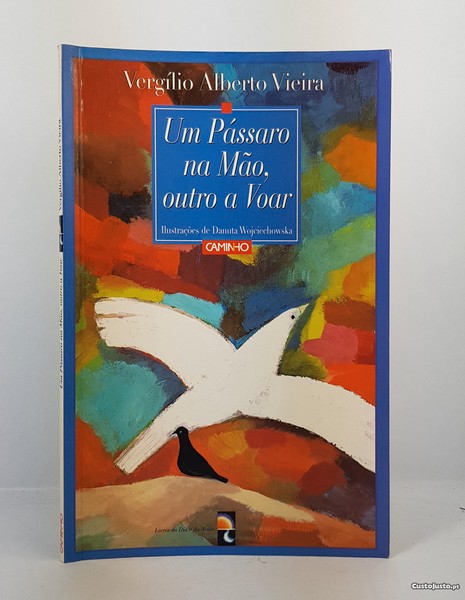 Vergílio Alberto Vieira
Um Pássaro
na Mão,
outro a Voar
Ilustrações de Danuta Wojciechowska
CAMINHO
Vergílio Alberto Vieira
Um Pássaro na Mão, outro a Voar
CAMINHO
CustoJusto.pt